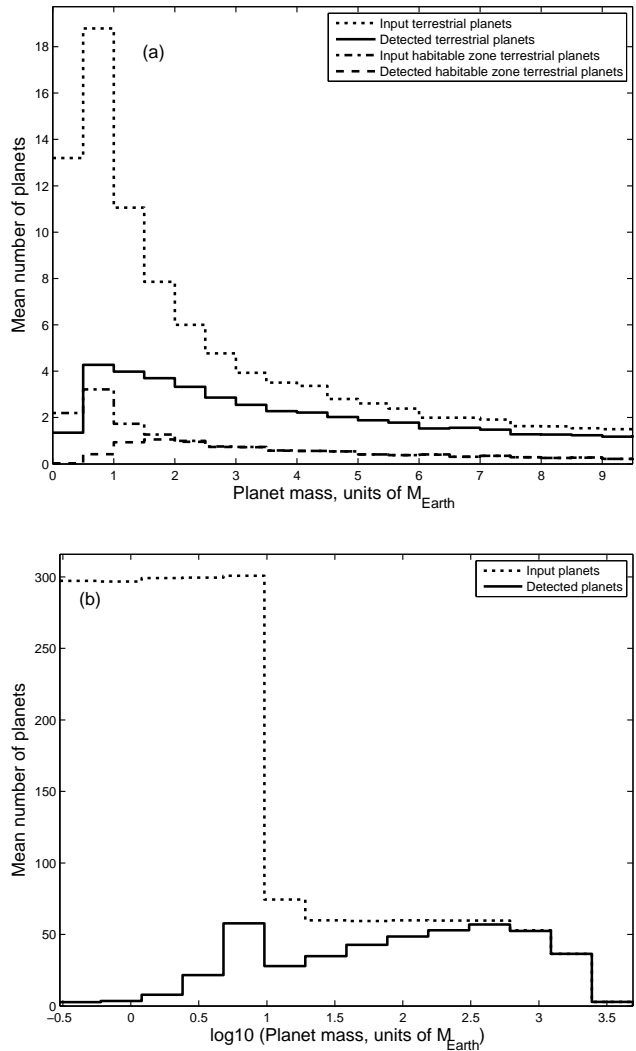 Input terrestrial planets
Detected terrestrial planets
Input habitable zone terrestrial planets
Detected habitable zone terrestrial planets
(a)
Mean number of planets
18
16
14
12
10
8
6
4
2
0
0 1 2 3 4 5 6 7 8 9
Planet mass, units of M_Earth
Input planets
Detected planets
(b)
Mean number of planets
300
250
200
150
100
50
0
−0.5 0 0.5 1 1.5 2 2.5 3 3.5
log10 (Planet mass, units of M_Earth)